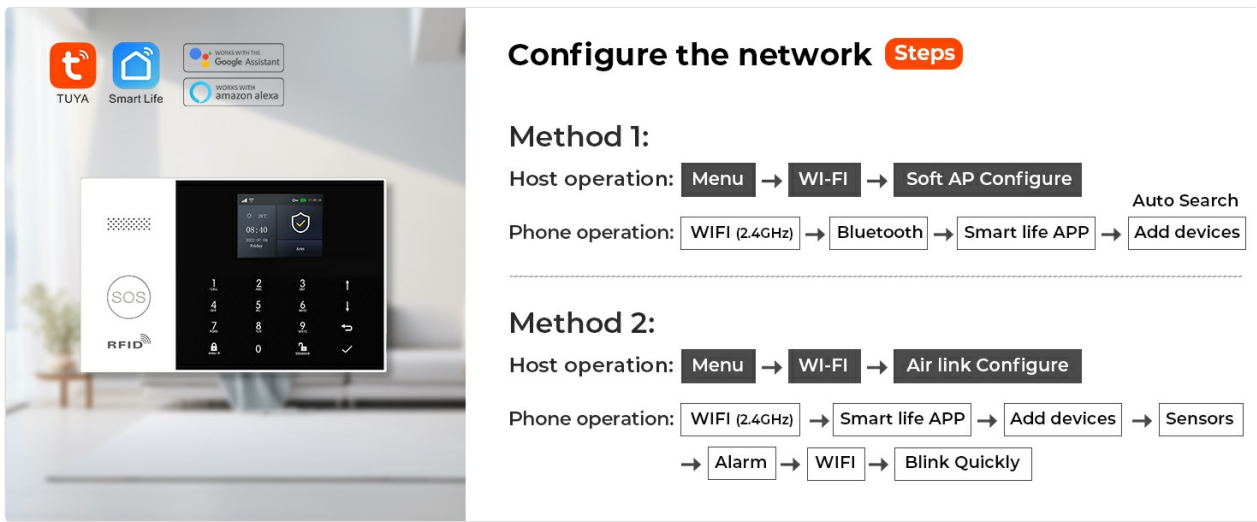 TUYA
Smart Life
WORKS WITH THE
Google Assistant
WORKS WITH
amazon alexa
08:40
Friday
Arm
SOS
RFID
1 2 3
4 5 6
7 8 9
0
Configure the network Steps
Method 1:
Host operation: Menu → WI-FI → Soft AP Configure
Auto Search
Phone operation: WIFI (2.4GHz) → Bluetooth → Smart life APP → Add devices
Method 2:
Host operation: Menu → WI-FI → Air link Configure
Phone operation: WIFI (2.4GHz) → Smart life APP → Add devices → Sensors
→ Alarm → WIFI → Blink Quickly